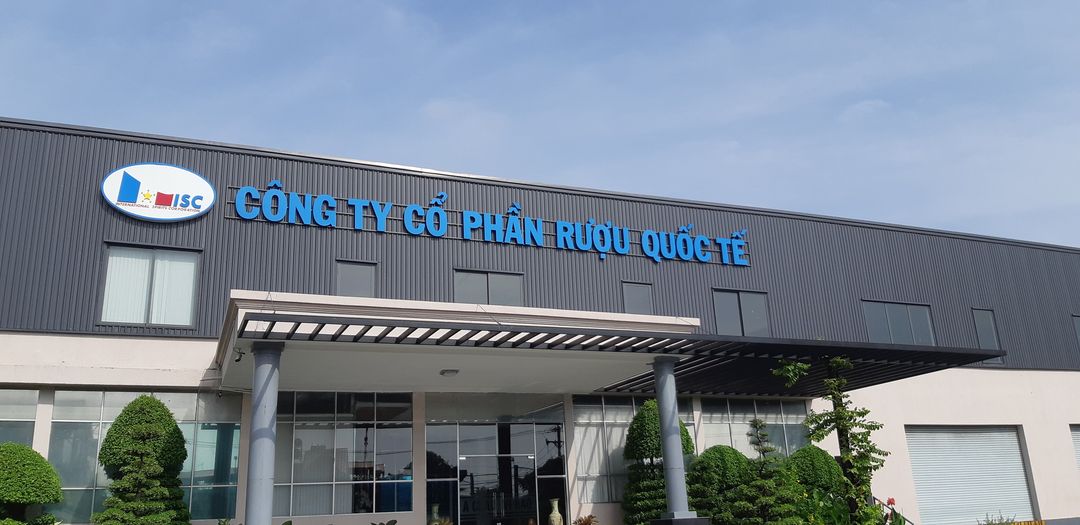 ISC
INTERNATIONAL SPIRITS CORPORATION
CÔNG TY CỔ PHẦN RƯỢU QUỐC TẾ